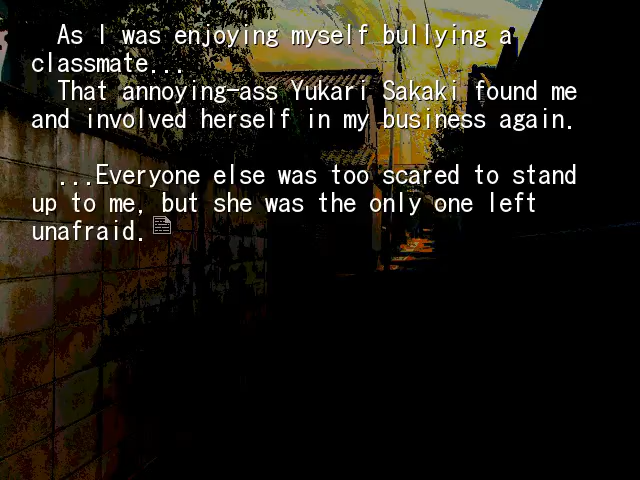 As I was enjoying myself bullying a
classmate...
That annoying-ass Yukari Sakaki found me
and involved herself in my business again.
...Everyone else was too scared to stand
up to me, but she was the only one left
unafraid.